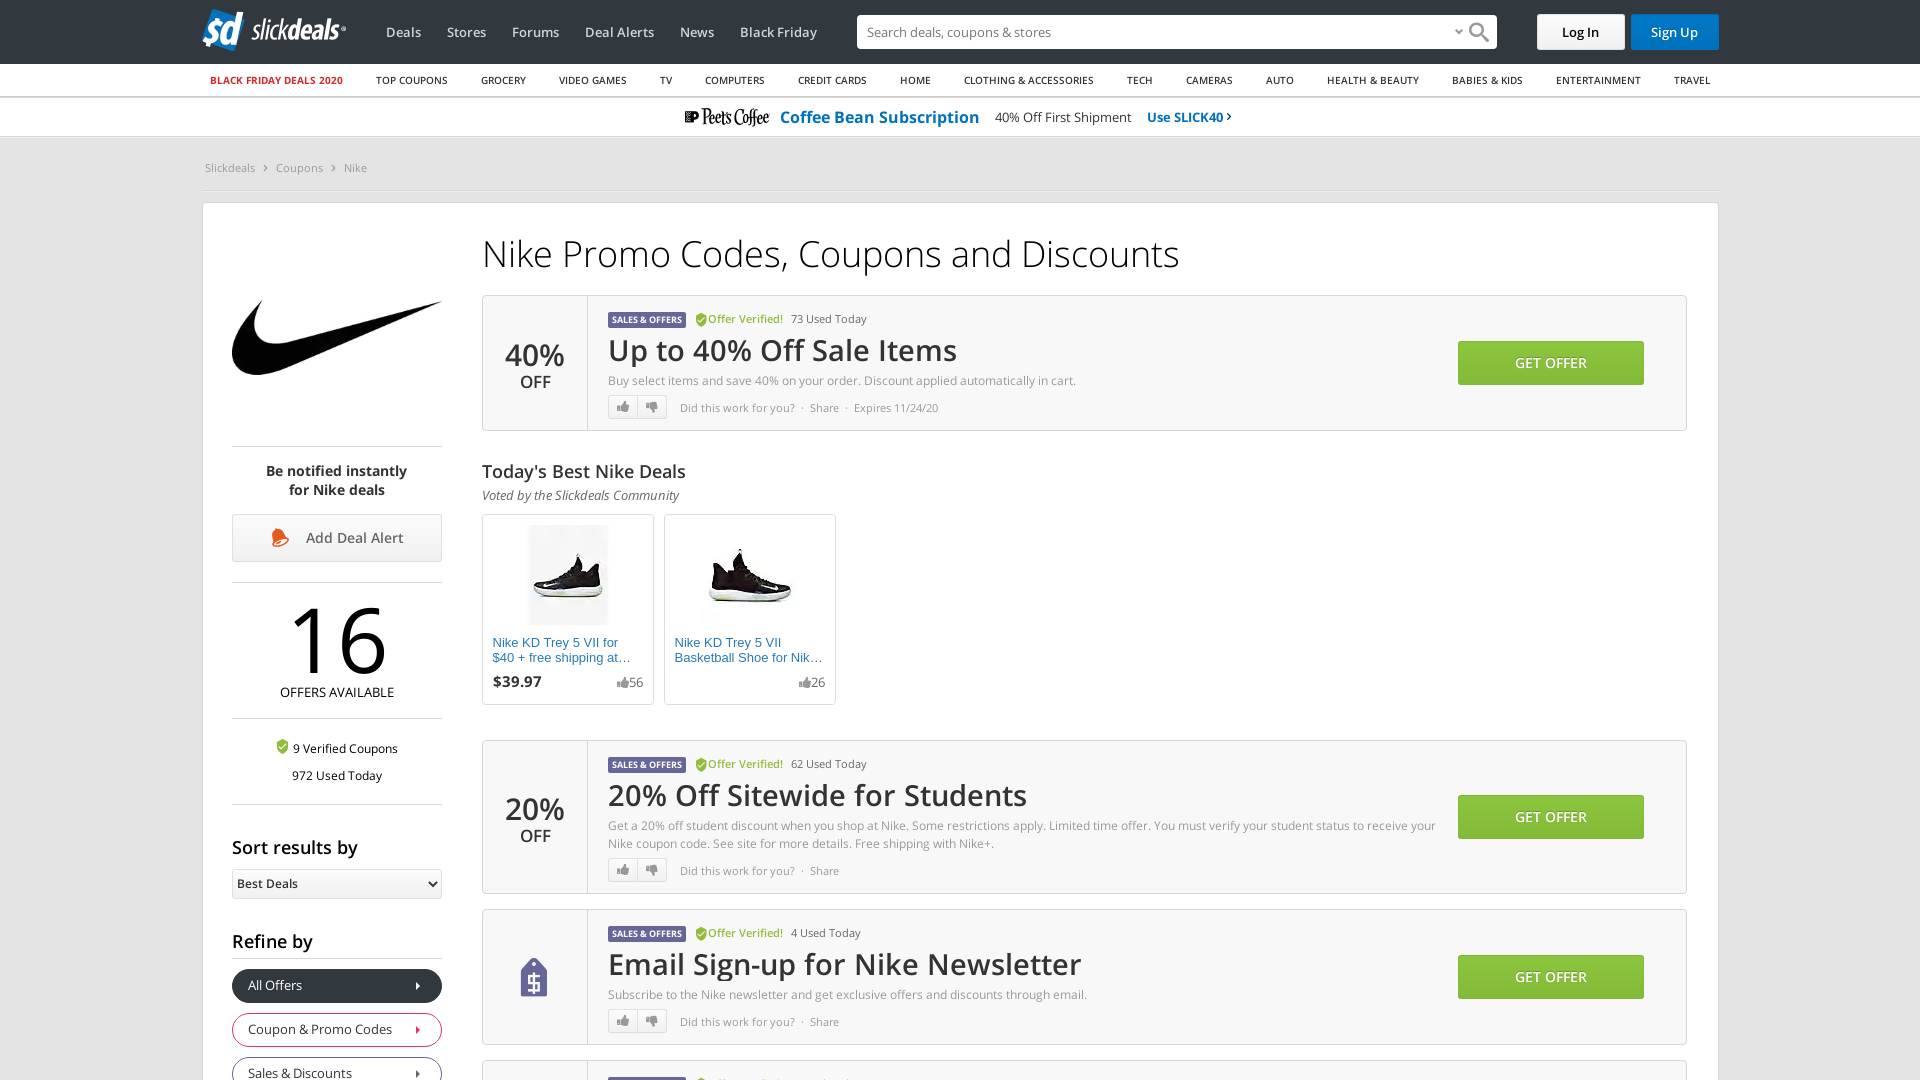 sd slickdeals
Deals
Stores
Forums
Deal Alerts
News
Black Friday
Search deals, coupons & stores
Log In
Sign Up
BLACK FRIDAY DEALS 2020
TOP COUPONS
GROCERY
VIDEO GAMES
TV
COMPUTERS
CREDIT CARDS
HOME
CLOTHING & ACCESSORIES
TECH
CAMERAS
AUTO
HEALTH & BEAUTY
BABIES & KIDS
ENTERTAINMENT
TRAVEL
Peet's Coffee Coffee Bean Subscription 40% Off First Shipment Use SLICK40
Slickdeals > Coupons > Nike
Nike Promo Codes, Coupons and Discounts
40%
OFF
SALES & OFFERS Offer Verified! 73 Used Today
Up to 40% Off Sale Items
Buy select items and save 40% on your order. Discount applied automatically in cart.
Did this work for you? · Share · Expires 11/24/20
GET OFFER
Be notified instantly
for Nike deals
Add Deal Alert
16
OFFERS AVAILABLE
9 Verified Coupons
972 Used Today
Sort results by
Best Deals
Refine by
All Offers
Coupon & Promo Codes
Sales & Discounts
Today's Best Nike Deals
Voted by the Slickdeals Community
Nike KD Trey 5 VII for
$40 + free shipping at...
$39.97 56
Nike KD Trey 5 VII
Basketball Shoe for Nik...
26
20%
OFF
SALES & OFFERS Offer Verified! 62 Used Today
20% Off Sitewide for Students
Get a 20% off student discount when you shop at Nike. Some restrictions apply. Limited time offer. You must verify your student status to receive your
Nike coupon code. See site for more details. Free shipping with Nike+.
Did this work for you? · Share
GET OFFER
SALES & OFFERS Offer Verified! 4 Used Today
Email Sign-up for Nike Newsletter
Subscribe to the Nike newsletter and get exclusive offers and discounts through email.
Did this work for you? · Share
GET OFFER